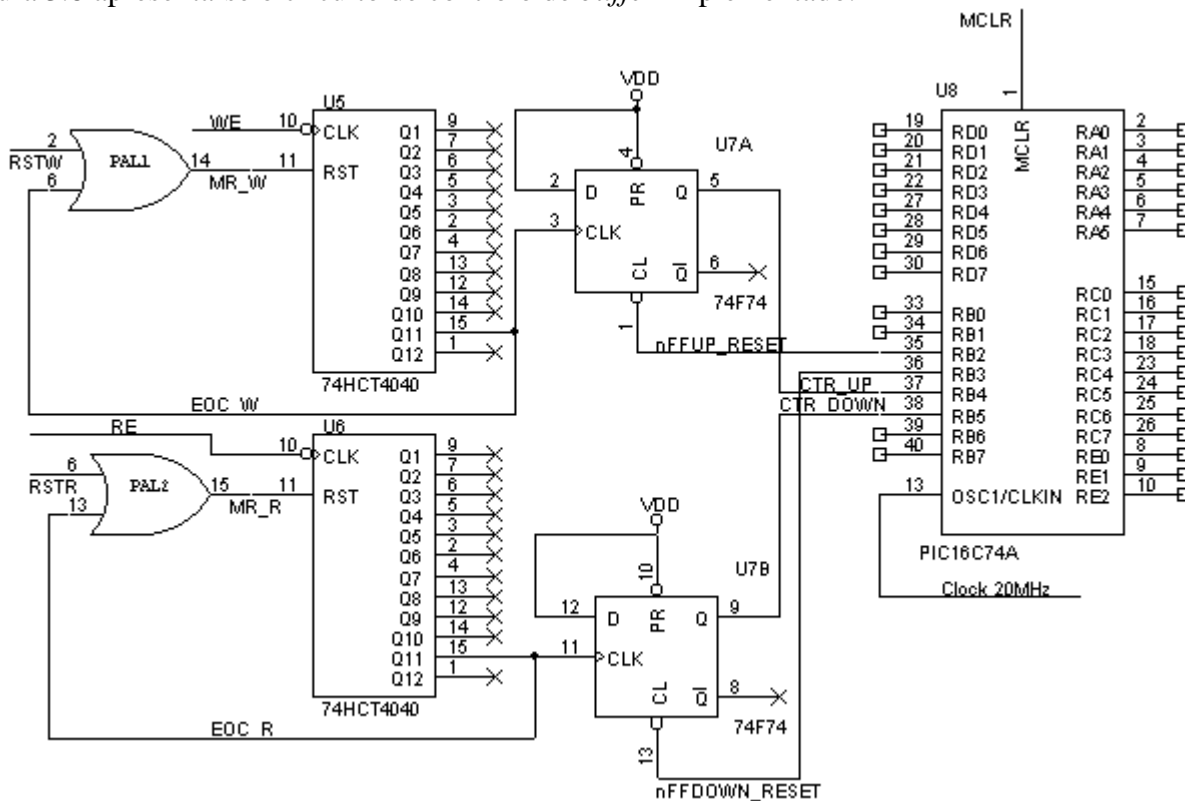 MCLR
U5
VDD
U8
1
WE
10
CLK
Q1
9
U7A
19
RD0
MCLR
RA0
2
2
RSTW
PAL1
14
MR_W
11
RST
Q2
7
4
20
RD1
RA1
3
6
Q3
6
21
RD2
RA2
4
Q4
5
2
D
PR
Q
5
22
RD3
RA3
5
Q5
3
27
RD4
RA4
6
Q6
2
3
CLK
28
RD5
RA5
7
Q7
4
29
RD6
Q8
13
CL
Q
6
30
RD7
Q9
12
74F74
RC0
15
Q10
14
33
RB0
RC1
16
Q11
15
1
34
RB1
RC2
17
Q12
1
nFFUP_RESET
35
RB2
RC3
18
36
RB3
RC4
23
74HCT4040
CTR_UP
37
RB4
RC5
24
EOC_W
CTR_DOWN
38
RB5
RC6
25
RE
U6
39
RB6
RC7
26
10
CLK
Q1
9
40
RB7
RE0
8
6
RSTR
PAL2
15
MR_R
11
RST
Q2
7
RE1
9
13
Q3
6
13
OSC1/CLKIN
RE2
10
Q4
5
VDD
Q5
3
PIC16C74A
Q6
2
10
U7B
Q7
4
Clock 20MHz
Q8
13
12
D
PR
Q
9
Q9
12
Q10
14
Q11
15
11
CLK
Q12
1
CL
Q
8
74HCT4040
74F74
EOC_R
13
nFFDOWN_RESET